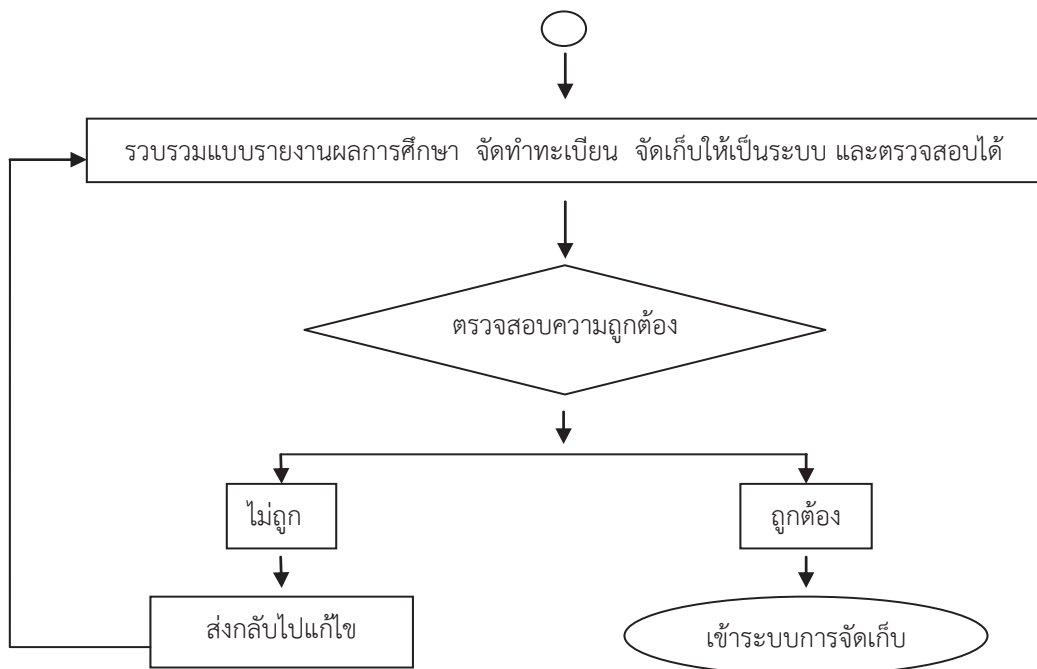 รวบรวมแบบรายงานผลการศึกษา จัดทำทะเบียน จัดเก็บให้เป็นระบบ และตรวจสอบได้
ตรวจสอบความถูกต้อง
ไม่ถูก
ถูกต้อง
ส่งกลับไปแก้ไข
เข้าระบบการจัดเก็บ